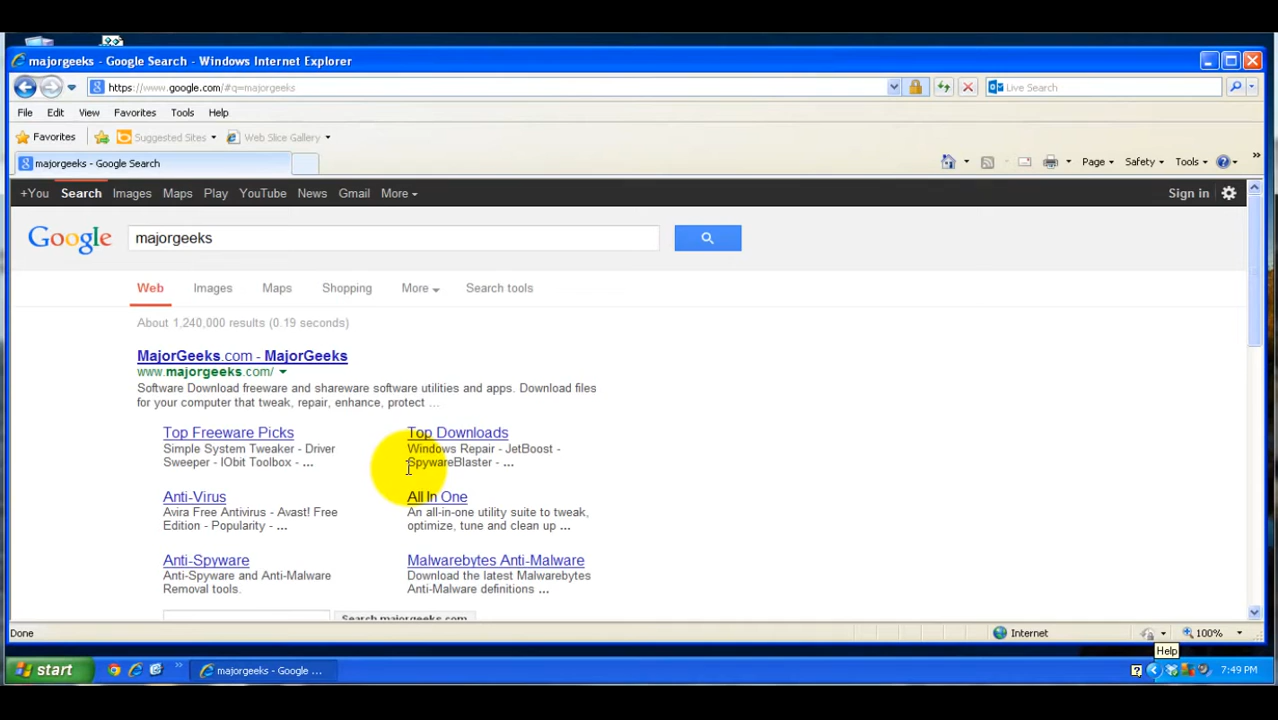 majorgeeks - Google Search - Windows Internet Explorer
https://www.google.com/#q=majorgeeks
Live Search
File Edit View Favorites Tools Help
Favorites Suggested Sites Web Slice Gallery
majorgeeks - Google Search
Page Safety Tools
+You Search Images Maps Play YouTube News Gmail More Sign in
Google majorgeeks
Web Images Maps Shopping More Search tools
About 1,240,000 results (0.19 seconds)
MajorGeeks.com - MajorGeeks
www.majorgeeks.com/
Software Download freeware and shareware software utilities and apps. Download files
for your computer that tweak, repair, enhance, protect ...
Top Freeware Picks
Simple System Tweaker - Driver
Sweeper - IObit Toolbox - ...
Top Downloads
Windows Repair - JetBoost -
SpywareBlaster - ...
Anti-Virus
Avira Free Antivirus - Avast! Free
Edition - Popularity - ...
All In One
An all-in-one utility suite to tweak,
optimize, tune and clean up ...
Anti-Spyware
Anti-Spyware and Anti-Malware
Removal tools.
Malwarebytes Anti-Malware
Download the latest Malwarebytes
Anti-Malware definitions ...
Search majorgeeks.com
Done Internet 100%
Help
start majorgeeks - Google ... 7:49 PM